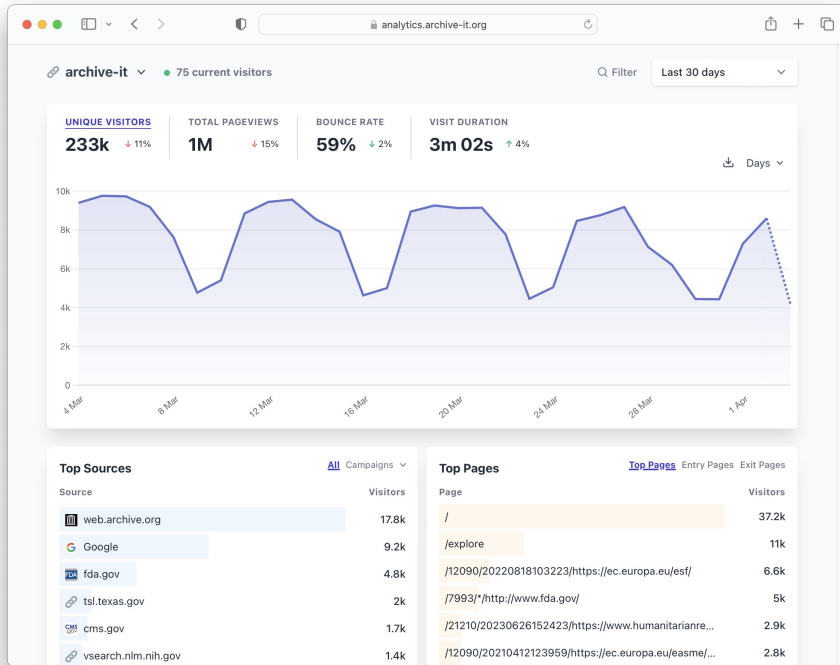 analytics.archive-it.org
archive-it
75 current visitors
Filter
Last 30 days
UNIQUE VISITORS
233k ↓ 11%
TOTAL PAGEVIEWS
1M ↓ 15%
BOUNCE RATE
59% ↓ 2%
VISIT DURATION
3m 02s ↑ 4%
Days
10k
8k
6k
4k
2k
0
4 Mar
8 Mar
12 Mar
16 Mar
20 Mar
24 Mar
28 Mar
1 Apr
Top Sources
All Campaigns
Source Visitors
web.archive.org 17.8k
Google 9.2k
FDA fda.gov 4.8k
tsl.texas.gov 2k
CMS.gov cms.gov 1.7k
vsearch.nlm.nih.gov 1.4k
Top Pages
Top Pages Entry Pages Exit Pages
Page Visitors
/ 37.2k
/explore 11k
/12090/20220818103223/https://ec.europa.eu/esf/ 6.6k
/7993/*/http://www.fda.gov/ 5k
/21210/20230626152423/https://www.humanitarianre... 2.9k
/12090/20210412123959/https://ec.europa.eu/easme/... 2.8k